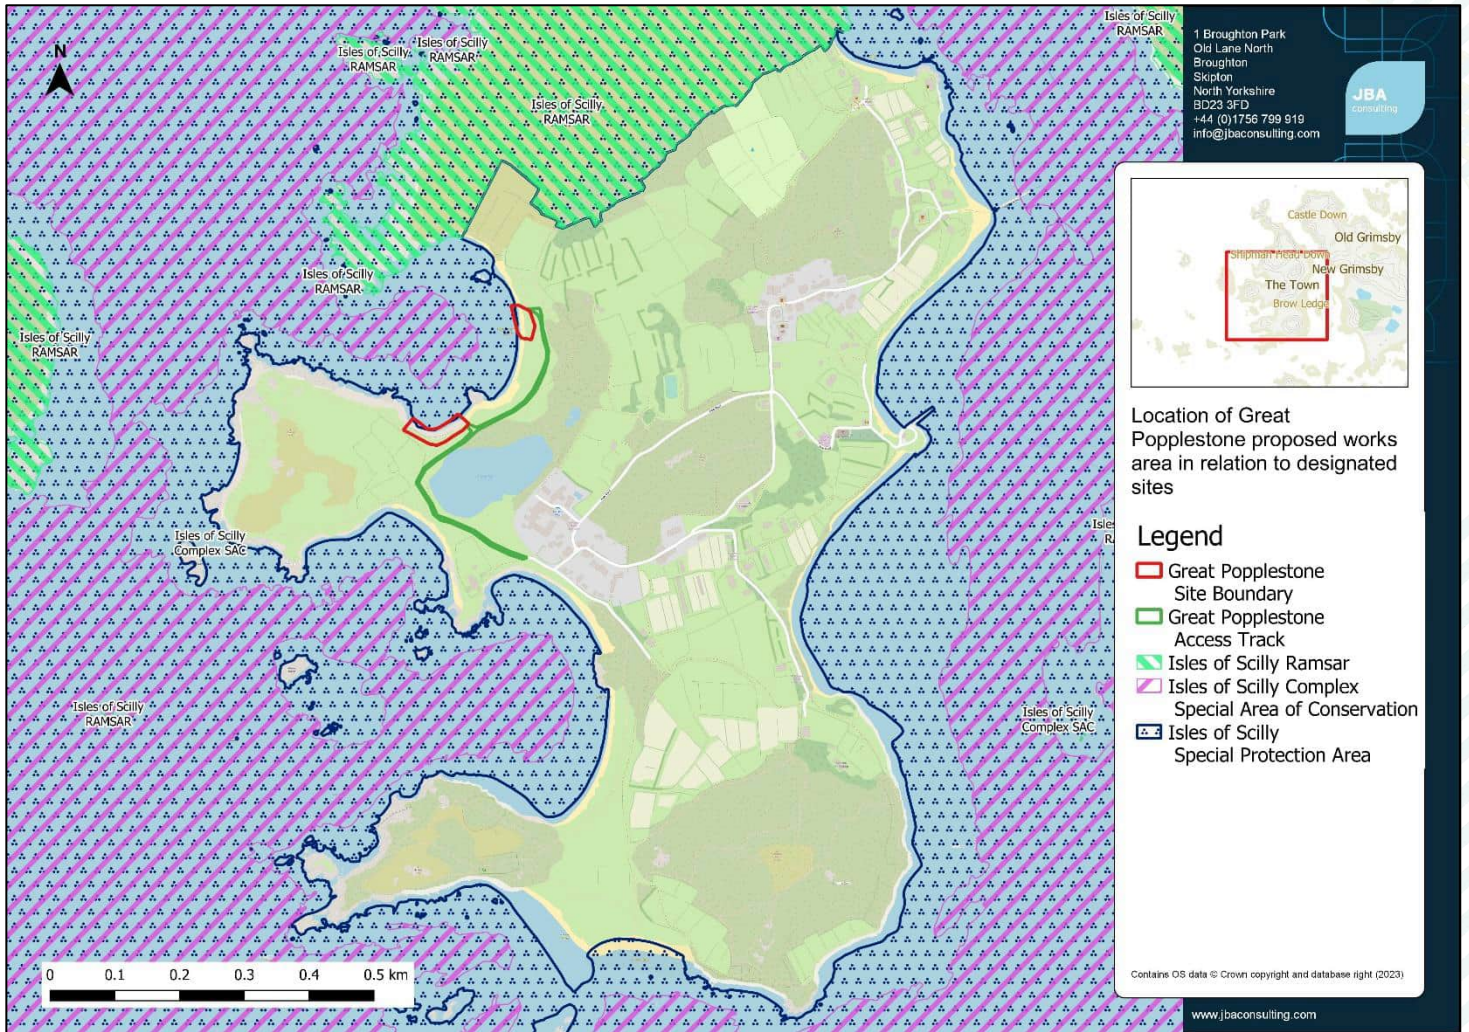 N
Isles of Scilly
RAMSAR
Isles of Scilly
RAMSAR
Isles of Scilly
RAMSAR
Isles of Scilly
RAMSAR
Isles of Scilly
RAMSAR
Isles of Scilly
RAMSAR
Isles of Scilly
Complex SAC
Isles of Scilly
RAMSAR
Isles of Scilly
Complex SAC
0 0.1 0.2 0.3 0.4 0.5 km
1 Broughton Park
Old Lane North
Broughton
Skipton
North Yorkshire
BD23 3FD
+44 (0)1756 799 919
info@jbaconsulting.com
JBA
consulting
Castle Down
Old Grimsby
Shipman Head Down
New Grimsby
The Town
Brow Ledge
Location of Great
Popplestone proposed works
area in relation to designated
sites
Legend
Great Popplestone
Site Boundary
Great Popplestone
Access Track
Isles of Scilly Ramsar
Isles of Scilly Complex
Special Area of Conservation
Isles of Scilly
Special Protection Area
Contains OS data © Crown copyright and database right (2023)
www.jbaconsulting.com